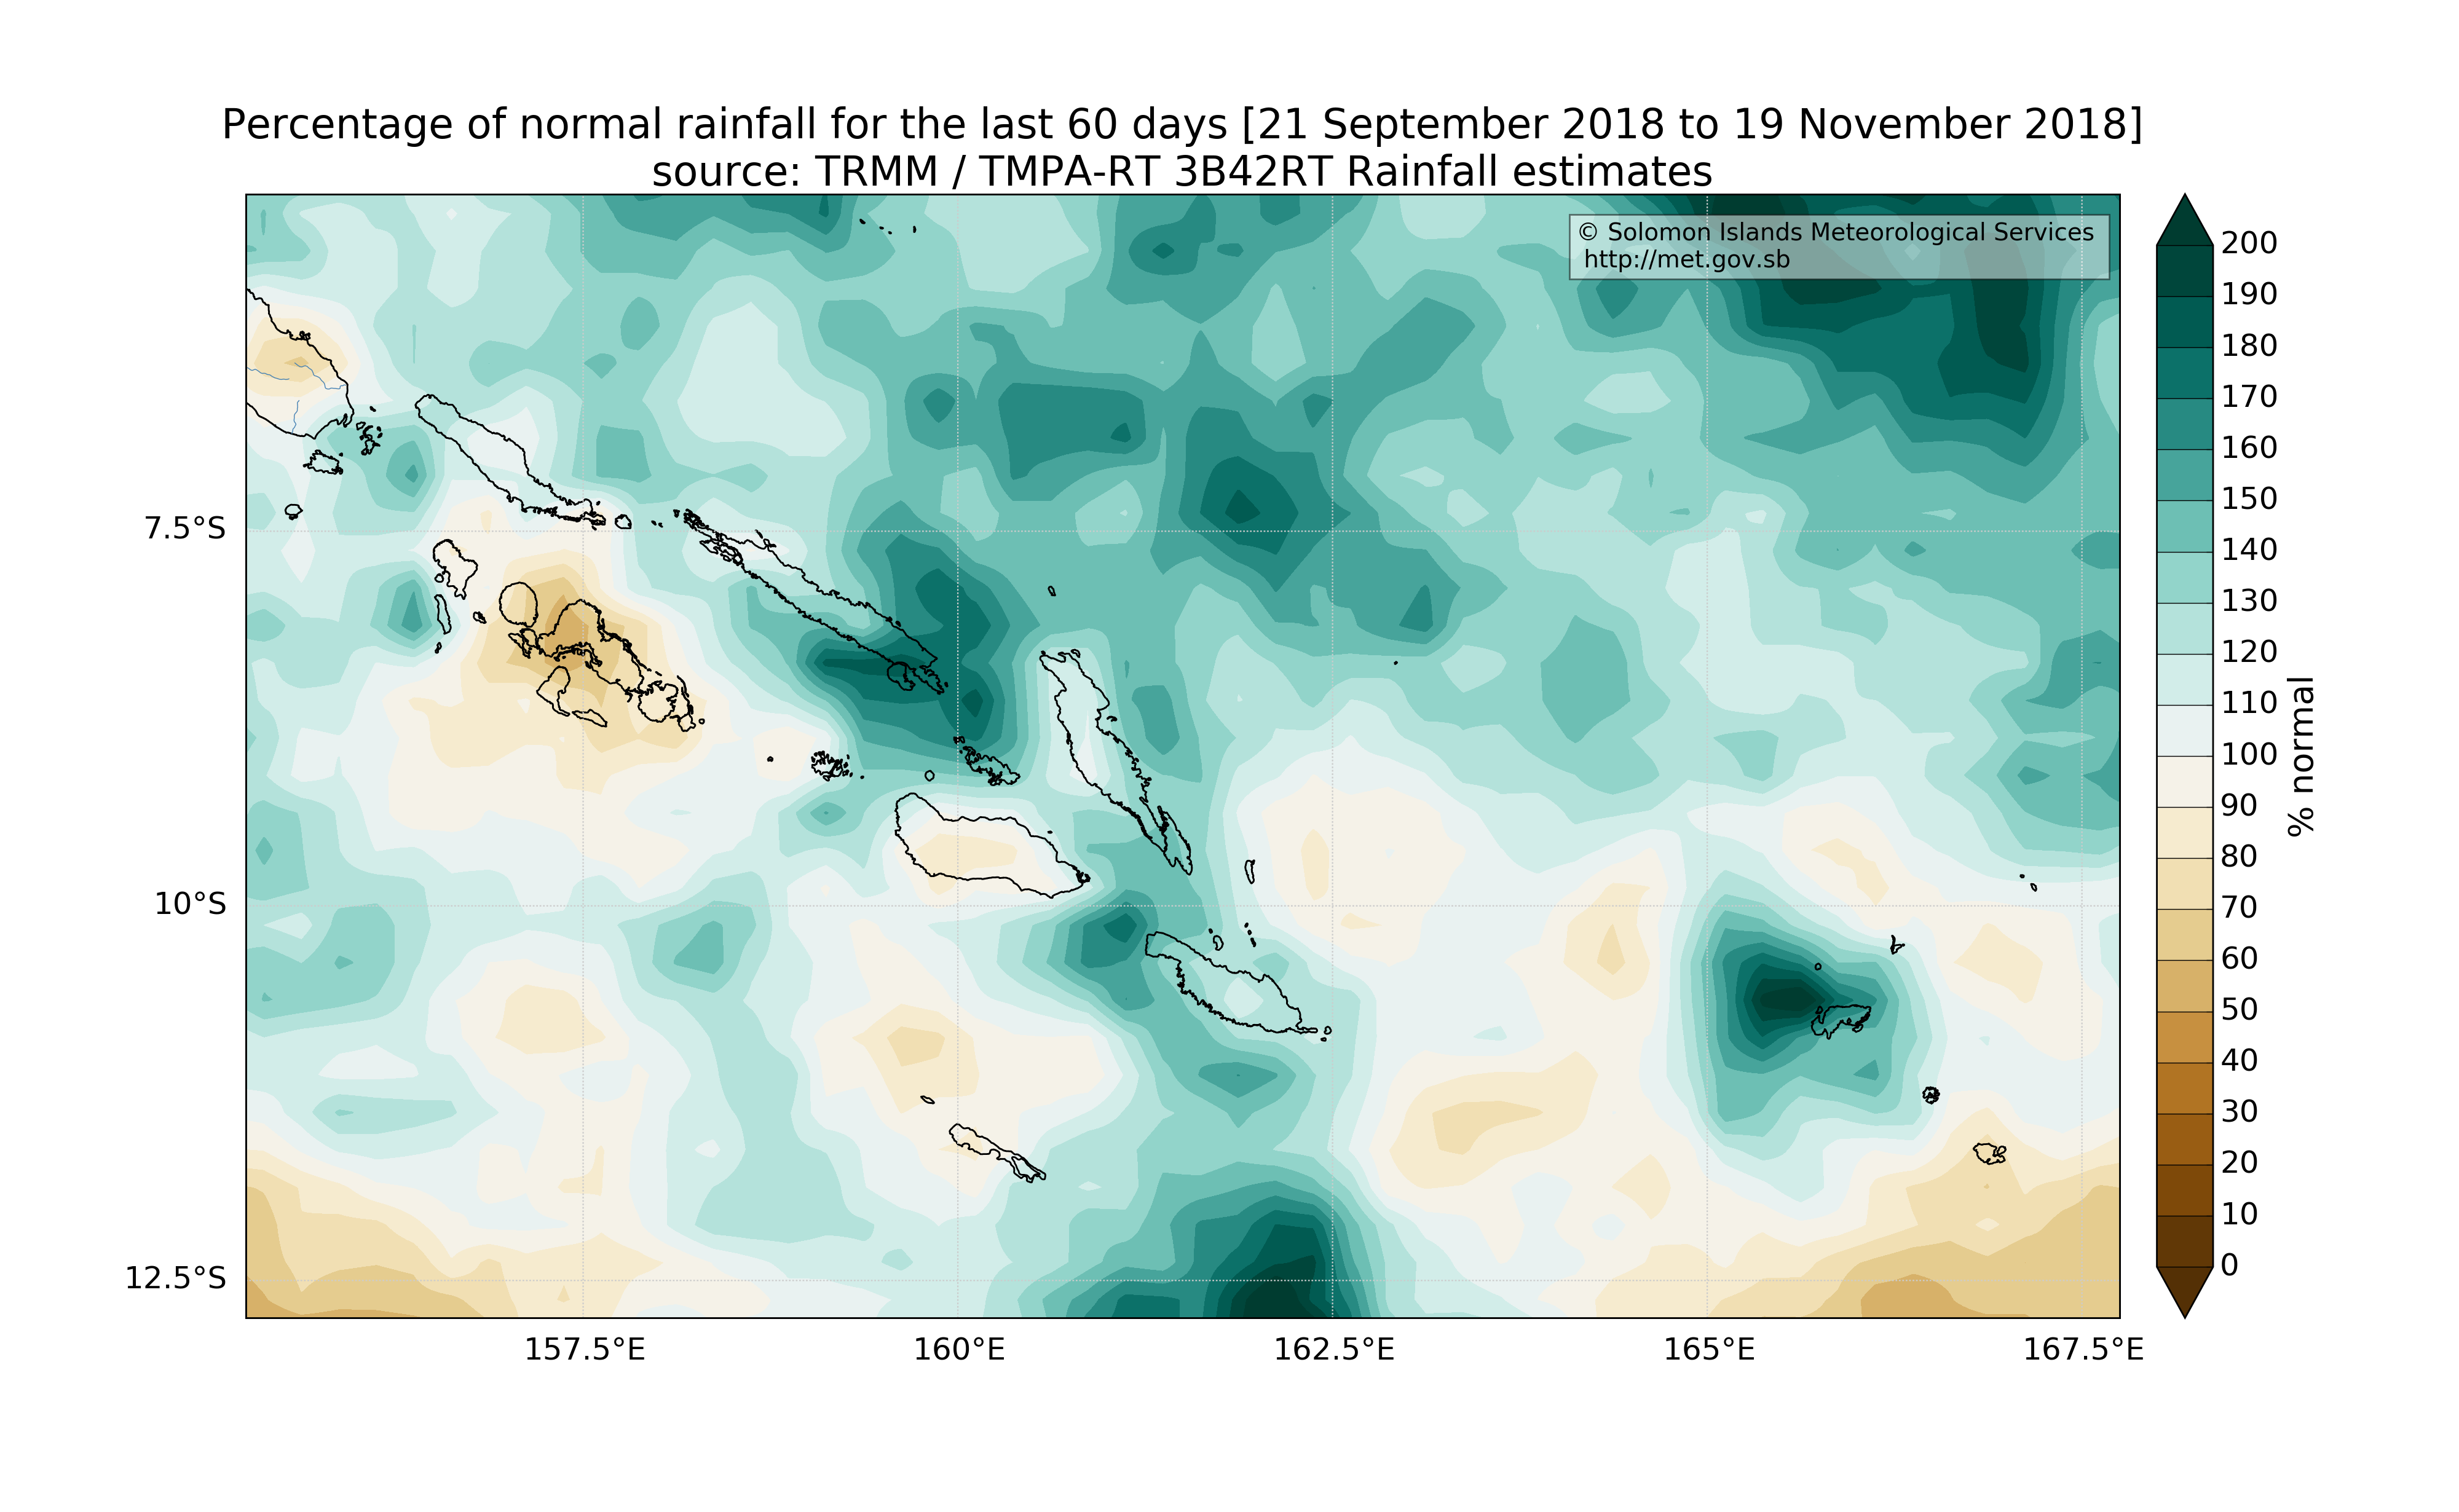 Percentage of normal rainfall for the last 60 days [21 September 2018 to 19 November 2018]
source: TRMM / TMPA-RT 3B42RT Rainfall estimates
© Solomon Islands Meteorological Services
http://met.gov.sb
7.5°S
10°S
12.5°S
157.5°E
160°E
162.5°E
165°E
167.5°E
200
190
180
170
160
150
140
130
120
110
100
90
80
70
60
50
40
30
20
10
0
% normal